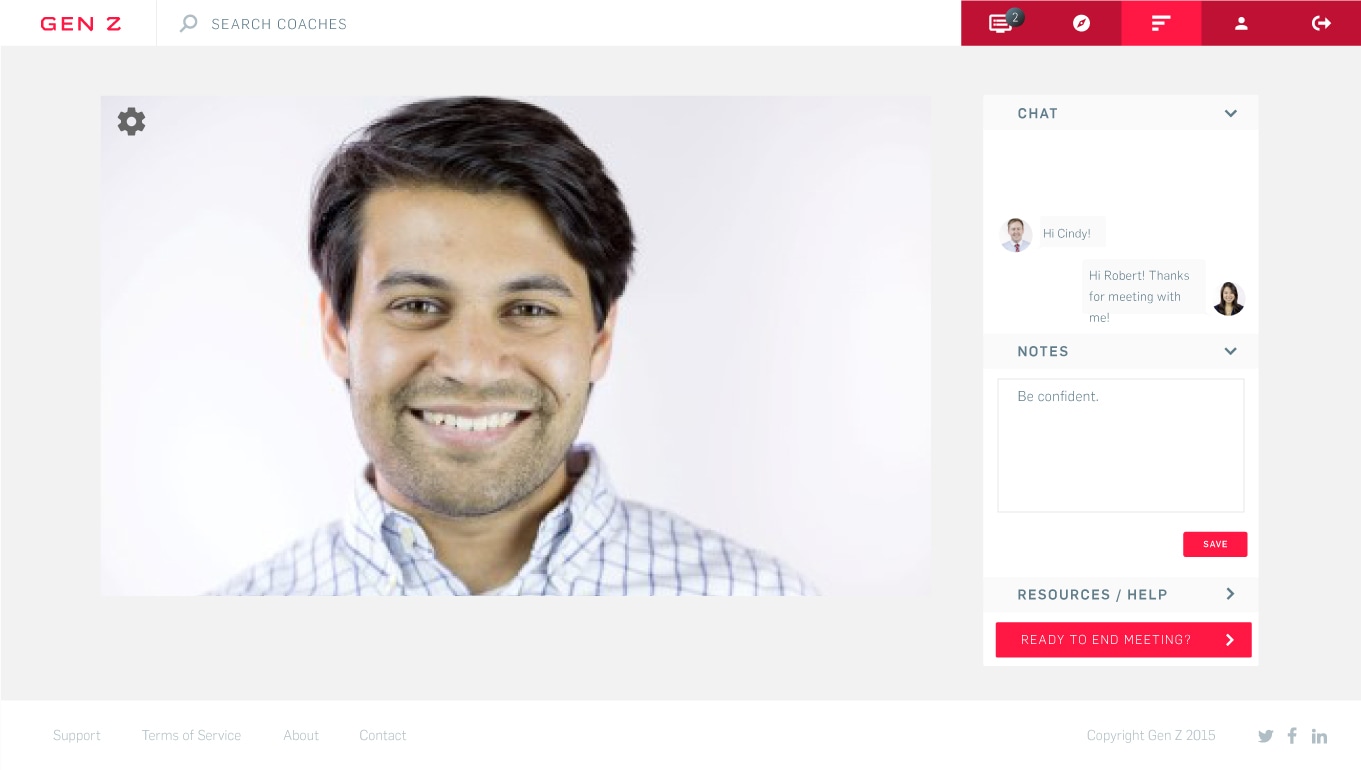 GEN Z
SEARCH COACHES
2
CHAT
Hi Cindy!
Hi Robert! Thanks
for meeting with
me!
NOTES
Be confident.
SAVE
RESOURCES / HELP
READY TO END MEETING?
Support
Terms of Service
About
Contact
Copyright Gen Z 2015